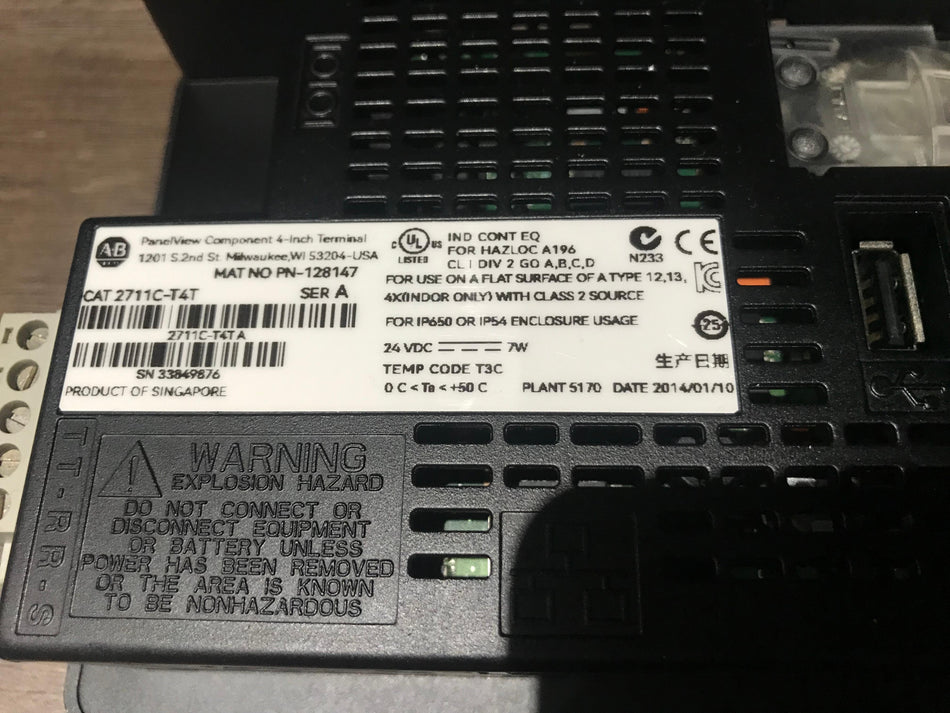 A-B
PanelView Component 4-Inch Terminal
1201 S.2nd St Milwaukee,WI 53204-USA
MAT NO PN-128147
CAT 2711C-T4T SER A
2711C-T4T A
SN 33849876
PRODUCT OF SINGAPORE
c UL US
LISTED
IND CONT EQ
FOR HAZLOC A196
CL I DIV 2 GO A,B,C,D
N233
CE
FOR USE ON A FLAT SURFACE OF A TYPE 12,13,
4X(INDOR ONLY) WITH CLASS 2 SOURCE
FOR IP650 OR IP54 ENCLOSURE USAGE
25
24 VDC 7W
生产日期
TEMP CODE T3C
0 C < Ta < +50 C PLANT 5170 DATE 2014/01/10
WARNING
EXPLOSION HAZARD
DO NOT CONNECT OR
DISCONNECT EQUIPMENT
OR BATTERY UNLESS
POWER HAS BEEN REMOVED
OR THE AREA IS KNOWN
TO BE NONHAZARDOUS